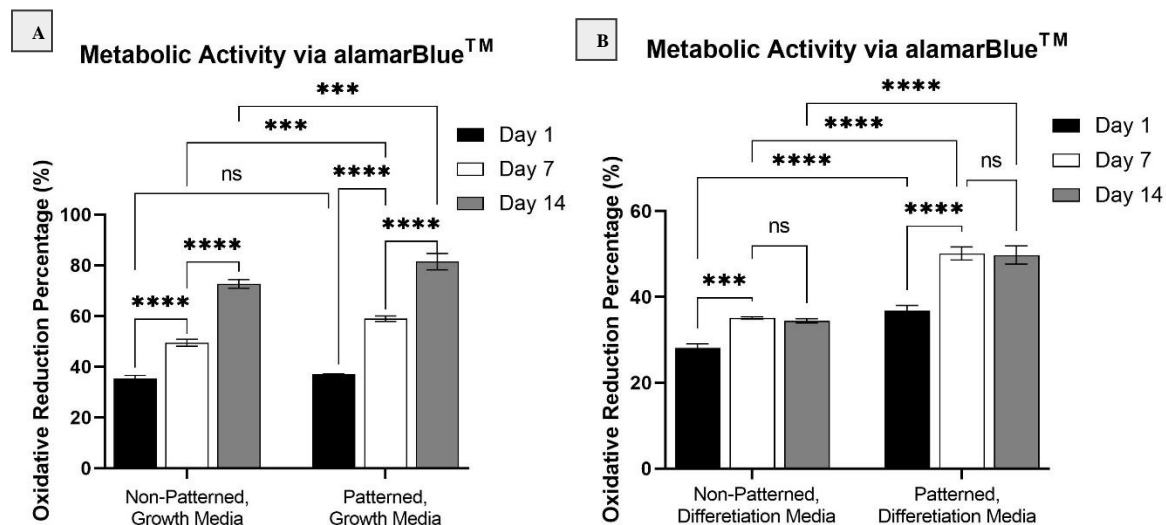 A
Metabolic Activity via alamarBlue™
***
***
ns
****
****
****
****
Day 1
Day 7
Day 14
Oxidative Reduction Percentage (%)
100
80
60
40
20
0
Non-Patterned,
Growth Media
Patterned,
Growth Media
B
Metabolic Activity via alamarBlue™
****
****
****
ns
ns
****
***
Day 1
Day 7
Day 14
Oxidative Reduction Percentage (%)
60
40
20
0
Non-Patterned,
Differetiation Media
Patterned,
Differetiation Media